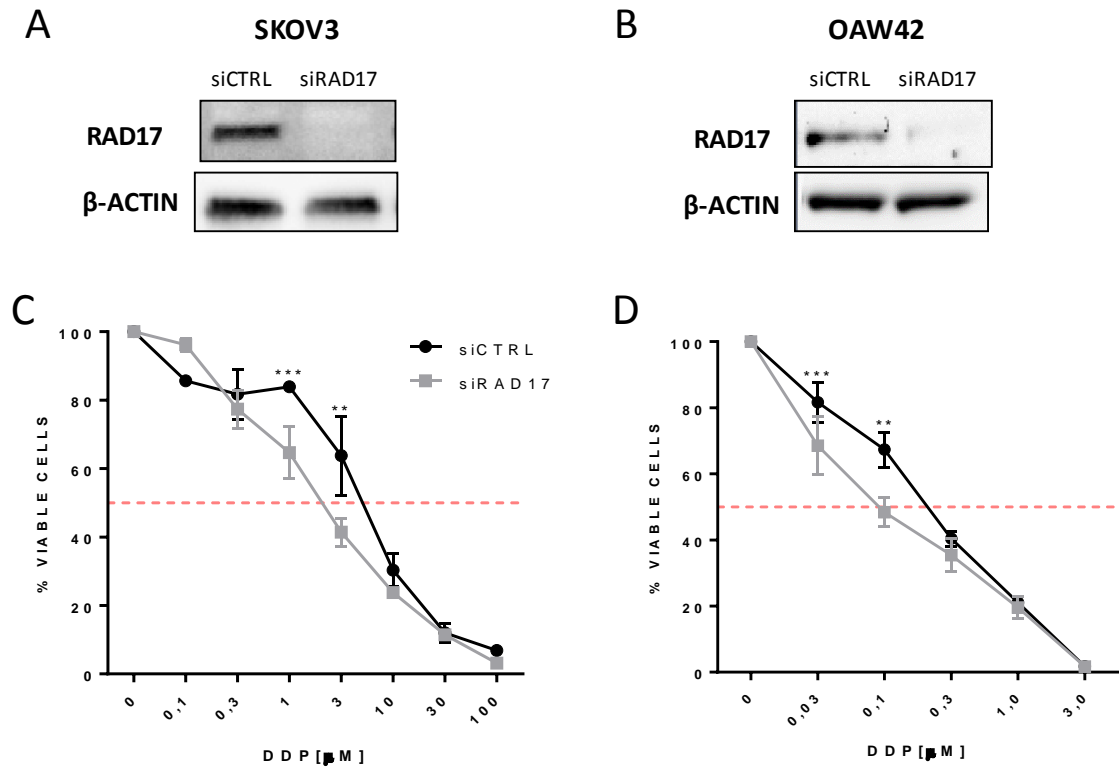 A
SKOV3
siCTRL siRAD17
RAD17
β-ACTIN
B
OAW42
siCTRL siRAD17
RAD17
β-ACTIN
C
% VIABLE CELLS
100
80
60
40
20
0
***
**
siCTRL
siRAD17
0 0,1 0,3 1 3 10 30 100
DDP[µM]
D
% VIABLE CELLS
100
80
60
40
20
0
***
**
0 0,03 0,1 0,3 1,0 3,0
DDP[µM]